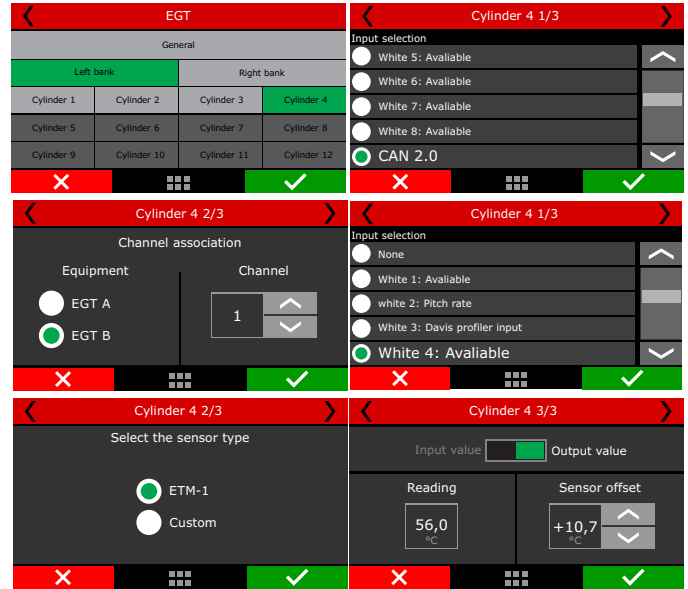 EGT
General
Left bank Right bank
Cylinder 1 Cylinder 2 Cylinder 3 Cylinder 4
Cylinder 5 Cylinder 6 Cylinder 7 Cylinder 8
Cylinder 9 Cylinder 10 Cylinder 11 Cylinder 12
Cylinder 4 1/3
Input selection
White 5: Avaliable
White 6: Avaliable
White 7: Avaliable
White 8: Avaliable
CAN 2.0
Cylinder 4 2/3
Channel association
Equipment Channel
EGT A
1
EGT B
Cylinder 4 1/3
Input selection
None
White 1: Avaliable
white 2: Pitch rate
White 3: Davis profiler input
White 4: Avaliable
Cylinder 4 2/3
Select the sensor type
ETM-1
Custom
Cylinder 4 3/3
Input value Output value
Reading Sensor offset
56,0 +10,7
°C °C